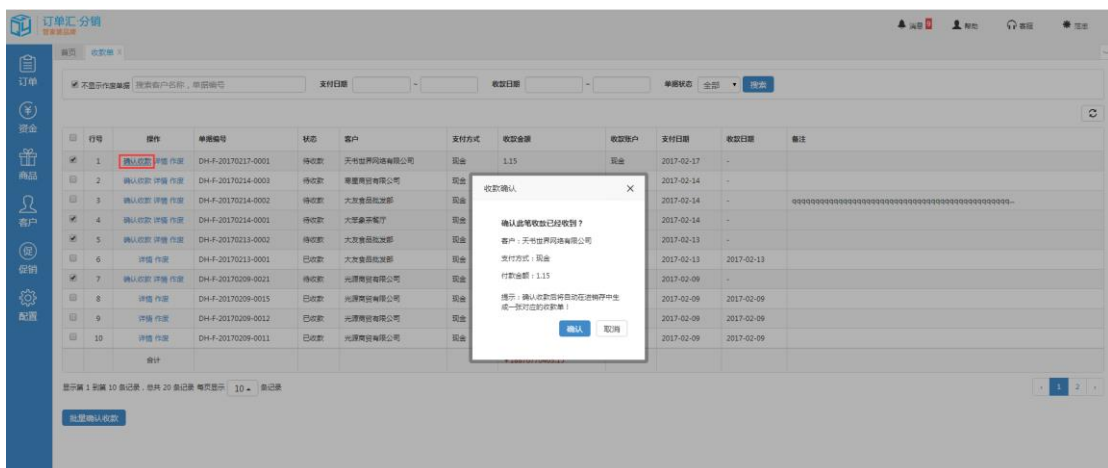 订单汇·分销
管家婆品牌
消息 9
帮助
客服
退出
首页 收款单 ×
订单
资金
商品
客户
促 促销
配置
不显示作废单据 搜索客户名称，单据编号 支付日期 - 收款日期 - 单据状态 全部 搜索
行号 操作 单据编号 状态 客户 支付方式 收款金额 收款账户 支付日期 收款日期 备注
1 确认收款 详情 作废 DH-F-20170217-0001 待收款 天书世界网络有限公司 现金 1.15 现金 2017-02-17 -
2 确认收款 详情 作废 DH-F-20170214-0003 待收款 商贸有限公司 现金 2017-02-14 -
3 确认收款 详情 作废 DH-F-20170214-0002 待收款 大友食品批发部 现金 2017-02-14 -
4 确认收款 详情 作废 DH-F-20170214-0001 待收款 大苹果茶餐厅 现金 2017-02-14 -
5 确认收款 详情 作废 DH-F-20170213-0002 待收款 大友食品批发部 现金 2017-02-13 -
6 详情 作废 DH-F-20170213-0001 已收款 大友食品批发部 现金 2017-02-13 2017-02-13
7 确认收款 详情 作废 DH-F-20170209-0021 待收款 光源商贸有限公司 现金 2017-02-09 -
8 详情 作废 DH-F-20170209-0015 已收款 光源商贸有限公司 现金 2017-02-09 2017-02-09
9 详情 作废 DH-F-20170209-0012 已收款 光源商贸有限公司 现金 2017-02-09 2017-02-09
10 详情 作废 DH-F-20170209-0011 已收款 光源商贸有限公司 现金 2017-02-09 2017-02-09
合计
收款确认 ×
确认此笔收款已经收到？
客户：天书世界网络有限公司
支付方式：现金
付款金额：1.15
提示：确认收款后将自动在进销存中生
成一张对应的收款单！
确认 取消
显示第 1 到第 10 条记录，总共 20 条记录 每页显示 10 条记录
‹ 1 2 ›
批量确认收款